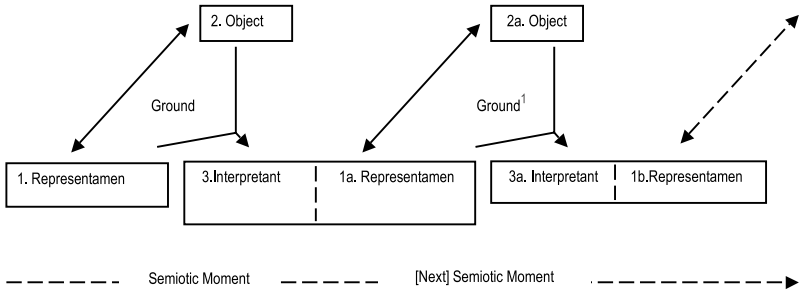 2. Object
2a. Object
Ground
Ground¹
1. Representamen
3.Interpretant
1a. Representamen
3a. Interpretant
1b.Representamen
Semiotic Moment
[Next] Semiotic Moment